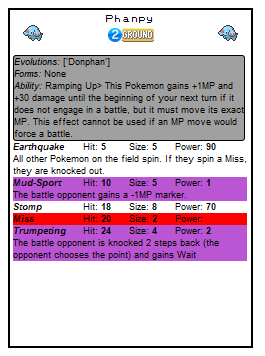 Phanpy
2 GROUND
Evolutions: ['Donphan']
Forms: None
Ability: Ramping Up> This Pokemon gains +1MP and
+30 damage until the beginning of your next turn if it
does not engage in a battle, but it must move its exact
MP. This effect cannot be used if an MP move would
force a battle.
Earthquake Hit: 5 Size: 5 Power: 90
All other Pokemon on the field spin. If they spin a Miss,
they are knocked out.
Mud-Sport Hit: 10 Size: 5 Power: 1
The battle opponent gains a -1MP marker.
Stomp Hit: 18 Size: 8 Power: 70
Miss Hit: 20 Size: 2 Power:
Trumpeting Hit: 24 Size: 4 Power: 2
The battle opponent is knocked 2 steps back (the
opponent chooses the point) and gains Wait